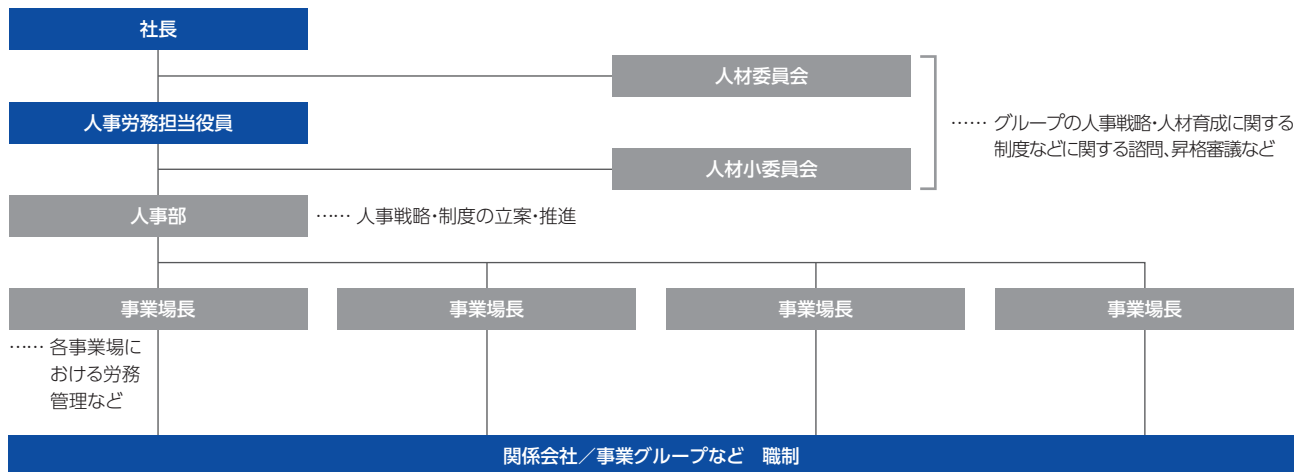 社長
人材委員会
人事労務担当役員
…… グループの人事戦略・人材育成に関する
制度などに関する諮問、昇格審議など
人材小委員会
人事部
…… 人事戦略・制度の立案・推進
事業場長
事業場長
事業場長
事業場長
…… 各事業場に
おける労務
管理など
関係会社／事業グループなど　職制